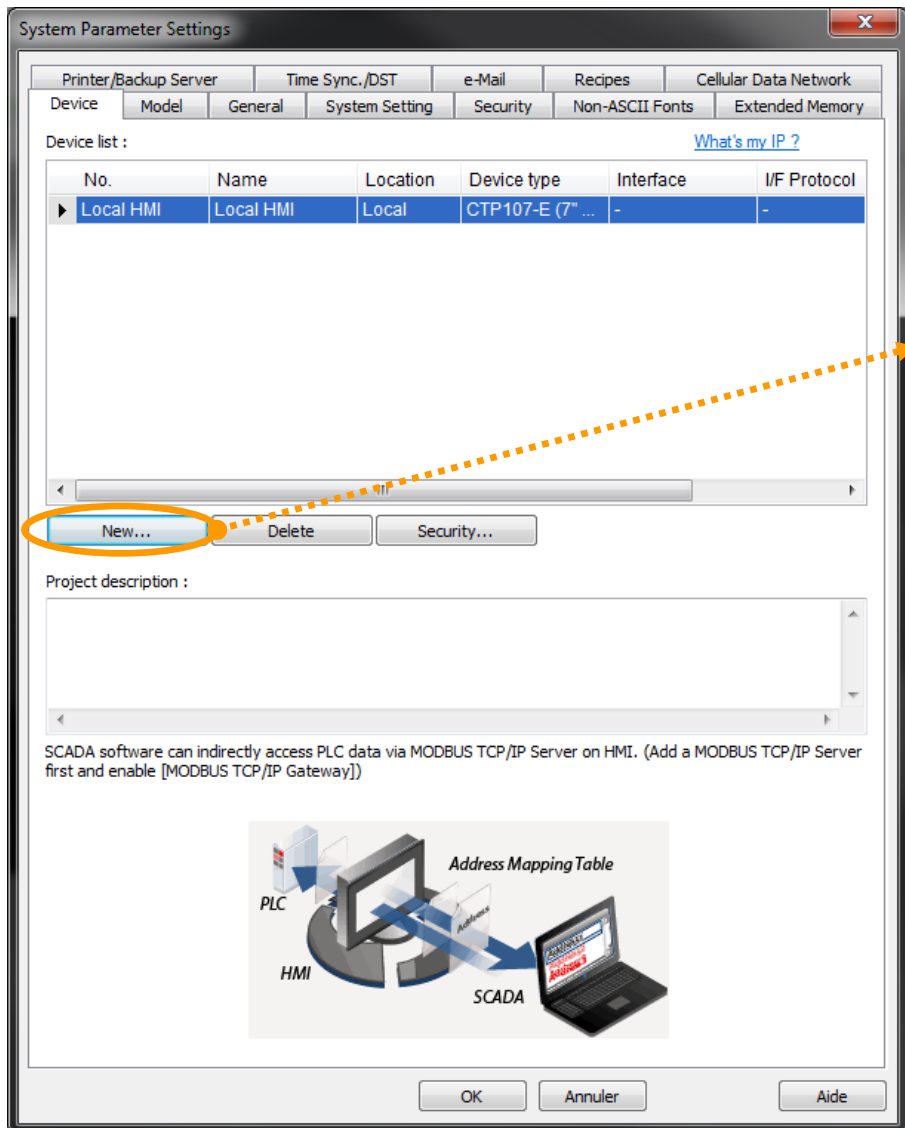 System Parameter Settings
Printer/Backup Server Time Sync./DST e-Mail Recipes Cellular Data Network
Device Model General System Setting Security Non-ASCII Fonts Extended Memory
Device list : What's my IP ?
No. Name Location Device type Interface I/F Protocol
Local HMI Local HMI Local CTP107-E (7" ... - -
New... Delete Security...
Project description :
SCADA software can indirectly access PLC data via MODBUS TCP/IP Server on HMI. (Add a MODBUS TCP/IP Server
first and enable [MODBUS TCP/IP Gateway])
Address Mapping Table
PLC
Address
HMI
SCADA
OK Annuler Aide